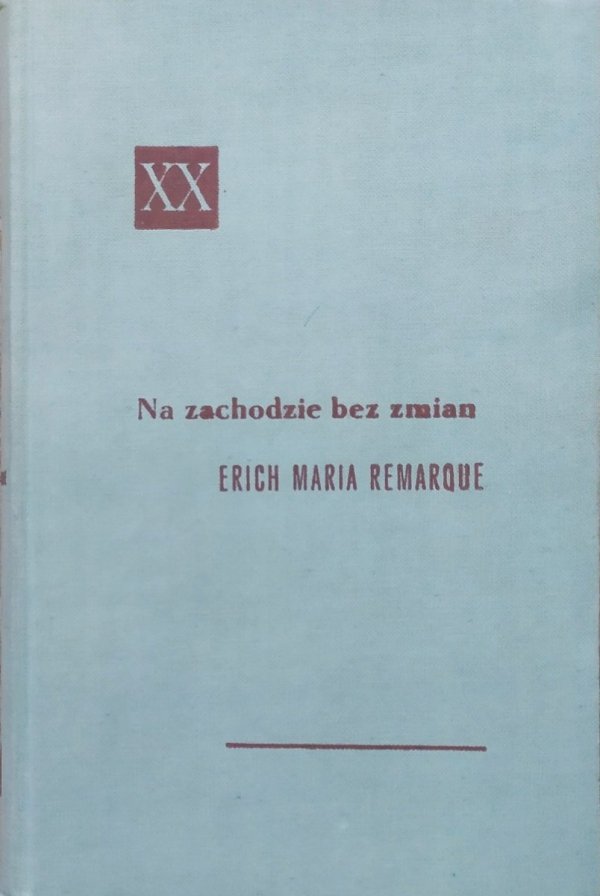 XX
Na zachodzie bez zmian
ERICH MARIA REMARQUE